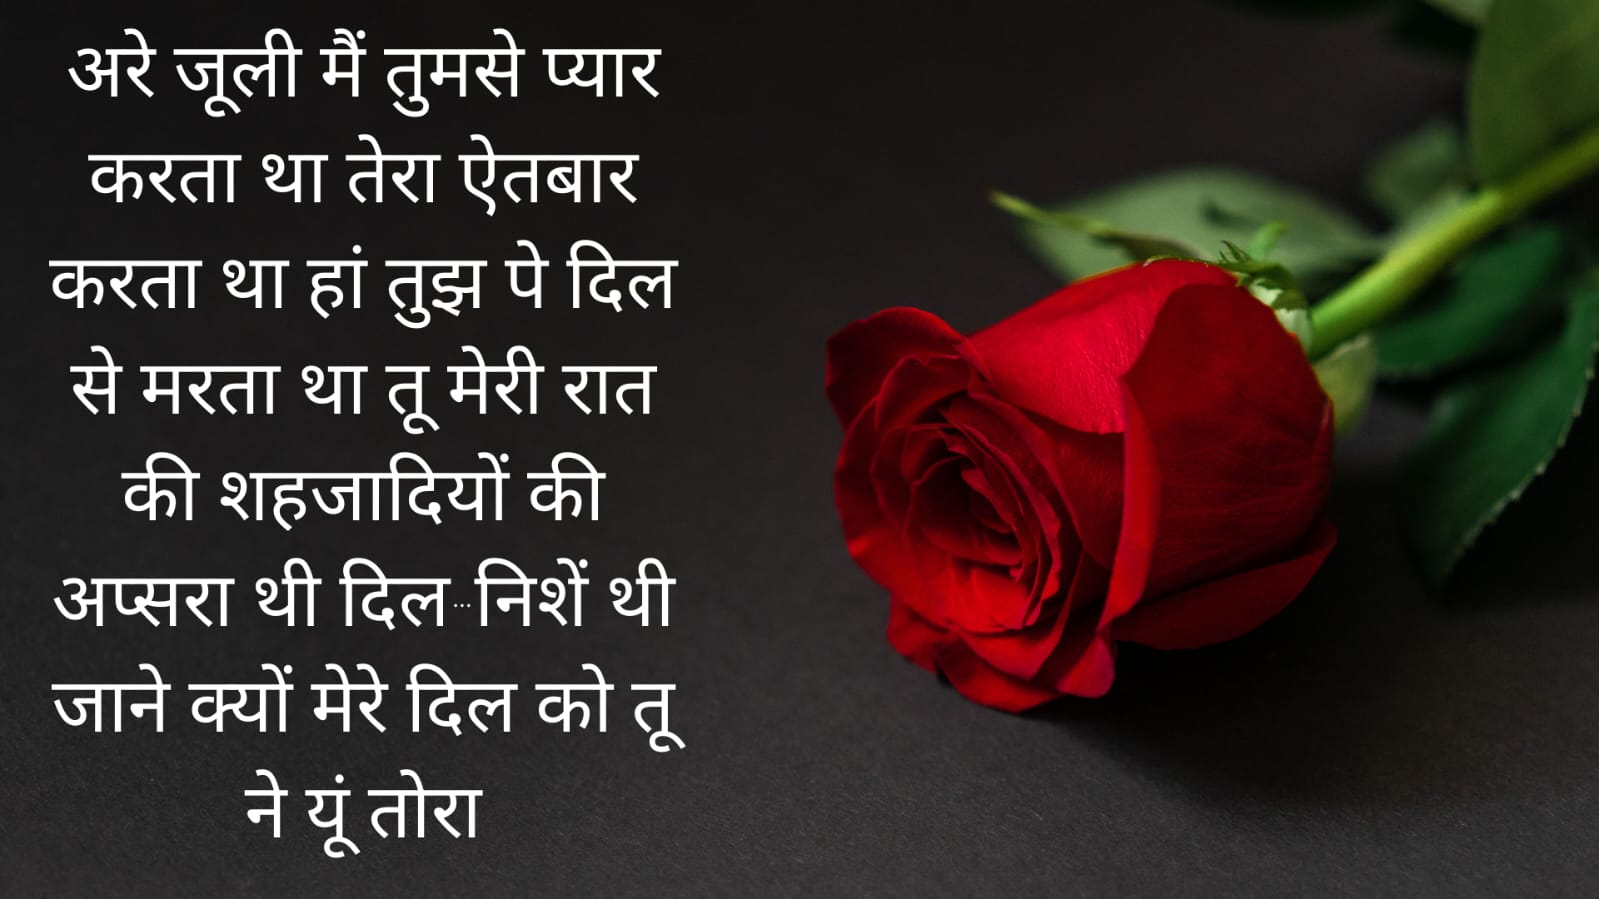 अरे जूली मैं तुमसे प्यार
करता था तेरा ऐतबार
करता था हां तुझ पे दिल
से मरता था तू मेरी रात
की शहजादियों की
अप्सरा थी दिल...निशें थी
जाने क्यों मेरे दिल को तू
ने यूं तोरा